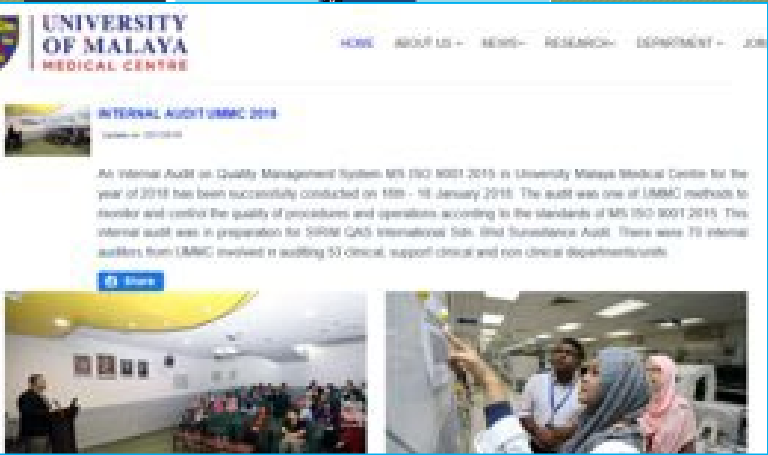 UNIVERSITY
OF MALAYA
MEDICAL CENTRE
HOME ABOUT US NEWS RESEARCH DEPARTMENT
INTERNAL AUDIT UMMC 2018
An Internal Audit on Quality Management System MS ISO 9001:2015 in University Malaya Medical Centre for the
year of 2018 has been successfully conducted on January 2018. The audit was one of UMMC methods to
monitor and control the quality of procedures and operations according to the standards of MS ISO 9001:2015. This
internal audit was in preparation for SIRIM QAS International Sdn. Bhd Surveillance Audit. There were internal
auditors from UMMC involved in auditing 53 clinical, support clinical and non clinical departments/units.
Share